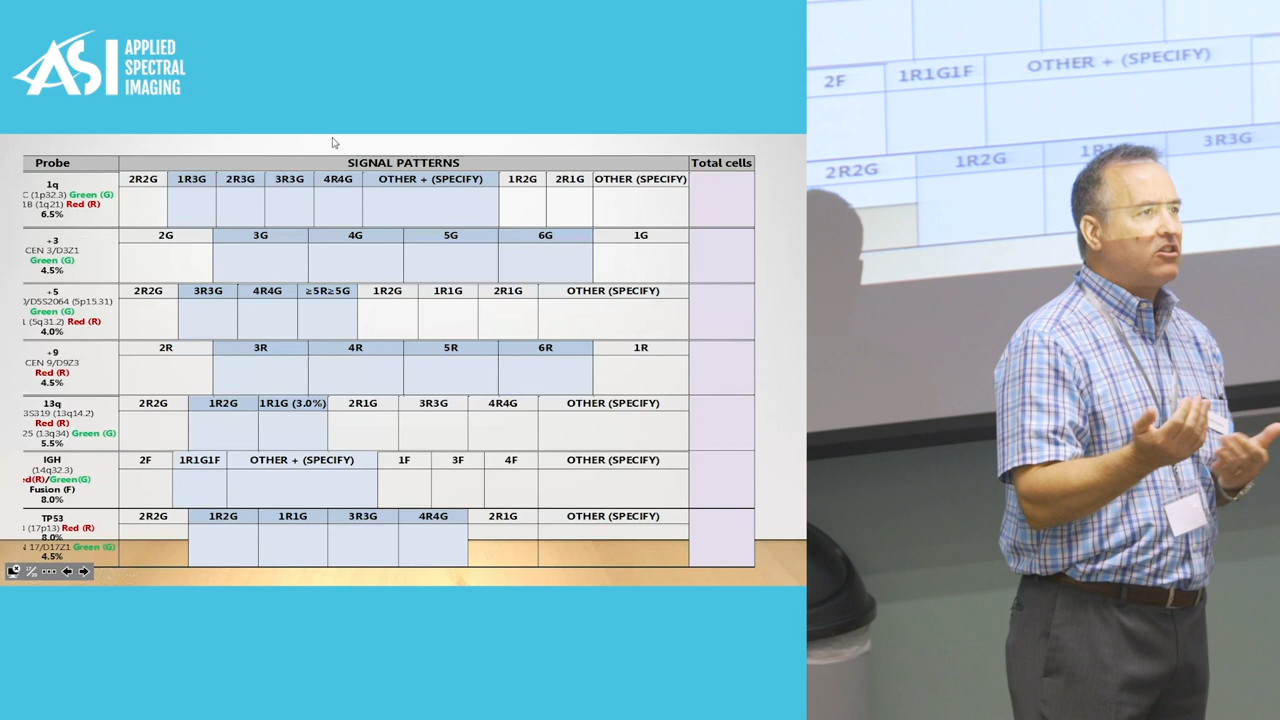 ASI APPLIED
SPECTRAL
IMAGING
Probe SIGNAL PATTERNS Total cells
1q 2R2G 1R3G 2R3G 3R3G 4R4G OTHER + (SPECIFY) 1R2G 2R1G OTHER (SPECIFY)
C (1p32.3) Green (G)
1B (1q21) Red (R)
6.5%
+3 2G 3G 4G 5G 6G 1G
CEN 3/D3Z1
Green (G)
4.5%
+5 2R2G 3R3G 4R4G ≥5R≥5G 1R2G 1R1G 2R1G OTHER (SPECIFY)
/D5S2064 (5p15.31)
Green (G)
(5q31.2) Red (R)
4.0%
+9 2R 3R 4R 5R 6R 1R
CEN 9/D9Z3
Red (R)
4.5%
13q 2R2G 1R2G 1R1G (3.0%) 2R1G 3R3G 4R4G OTHER (SPECIFY)
3S319 (13q14.2)
Red (R)
25 (13q34) Green (G)
5.5%
IGH 2F 1R1G1F OTHER + (SPECIFY) 1F 3F 4F OTHER (SPECIFY)
(14q32.3)
ed(R)/Green(G)
Fusion (F)
8.0%
TP53 2R2G 1R2G 1R1G 3R3G 4R4G 2R1G OTHER (SPECIFY)
(17p13) Red (R)
8.0%
17/D17Z1 Green (G)
4.5%
2F 1R1G1F OTHER + (SPECIFY)
2R2G 1R2G 3R3G